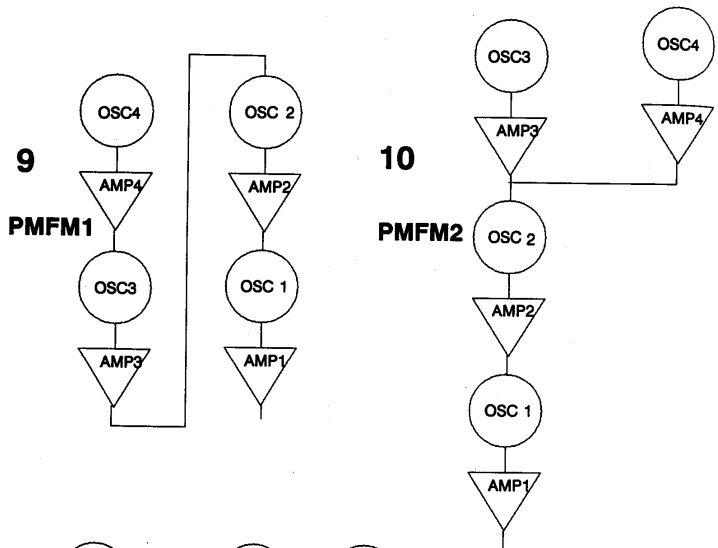 9
PMFM1
OSC4
AMP4
OSC3
AMP3
OSC 2
AMP2
OSC 1
AMP1
10
PMFM2
OSC3
AMP3
OSC4
AMP4
OSC 2
AMP2
OSC 1
AMP1